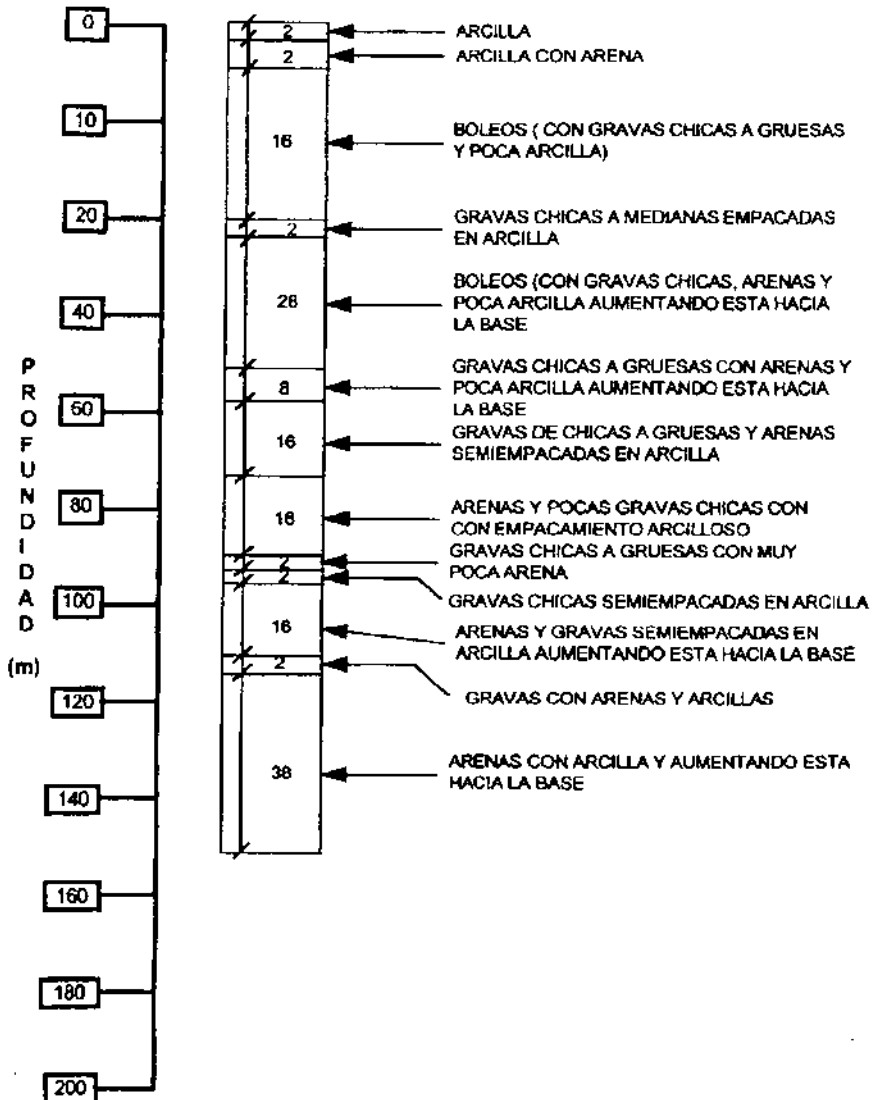 0
10
20
40
60
80
100
120
140
160
180
200
PROFUNDIDAD
(m)
2
ARCILLA
2
ARCILLA CON ARENA
16
BOLEOS ( CON GRAVAS CHICAS A GRUESAS
Y POCA ARCILLA)
2
GRAVAS CHICAS A MEDIANAS EMPACADAS
EN ARCILLA
28
BOLEOS (CON GRAVAS CHICAS, ARENAS Y
POCA ARCILLA AUMENTANDO ESTA HACIA
LA BASE
8
GRAVAS CHICAS A GRUESAS CON ARENAS Y
POCA ARCILLA AUMENTANDO ESTA HACIA
LA BASE
16
GRAVAS DE CHICAS A GRUESAS Y ARENAS
SEMIEMPACADAS EN ARCILLA
16
ARENAS Y POCAS GRAVAS CHICAS CON
CON EMPACAMIENTO ARCILLOSO
2
GRAVAS CHICAS A GRUESAS CON MUY
POCA ARENA
2
GRAVAS CHICAS SEMIEMPACADAS EN ARCILLA
16
ARENAS Y GRAVAS SEMIEMPACADAS EN
ARCILLA AUMENTANDO ESTA HACIA LA BASE
2
GRAVAS CON ARENAS Y ARCILLAS
38
ARENAS CON ARCILLA Y AUMENTANDO ESTA
HACIA LA BASE